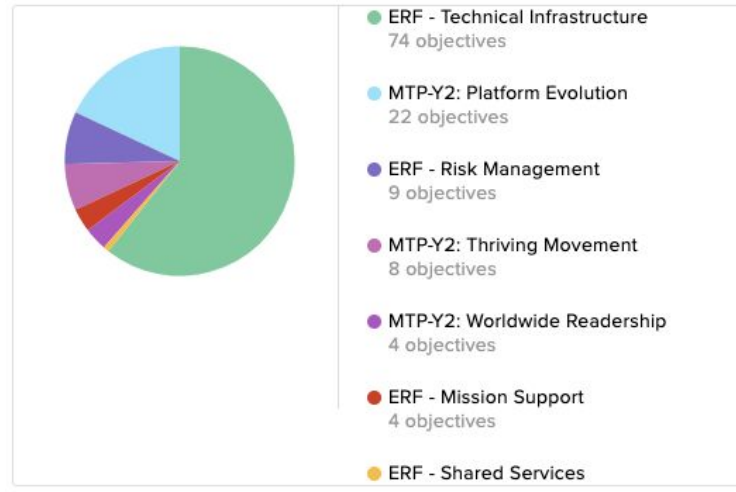 ERF - Technical Infrastructure
74 objectives
MTP-Y2: Platform Evolution
22 objectives
ERF - Risk Management
9 objectives
MTP-Y2: Thriving Movement
8 objectives
MTP-Y2: Worldwide Readership
4 objectives
ERF - Mission Support
4 objectives
ERF - Shared Services